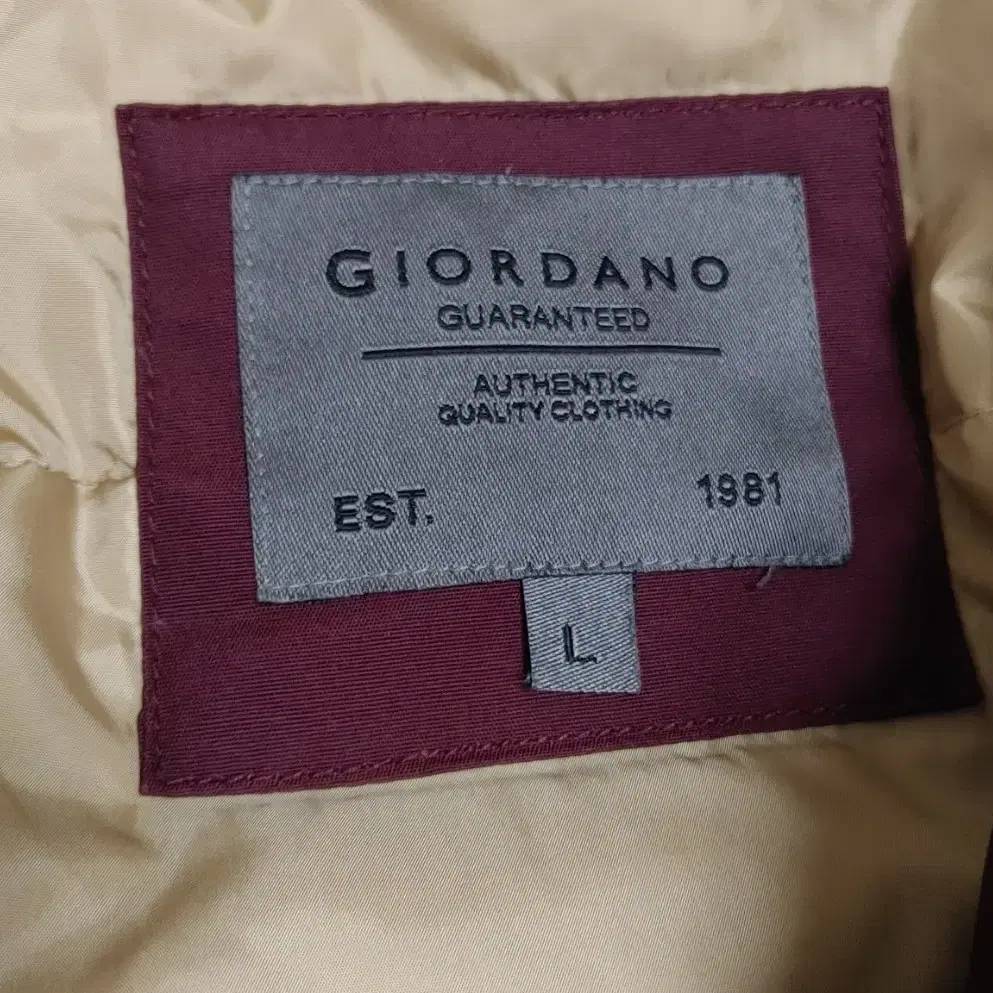 GIORDANO
GUARANTEED
AUTHENTIC
QUALITY CLOTHING
EST. 1981
L